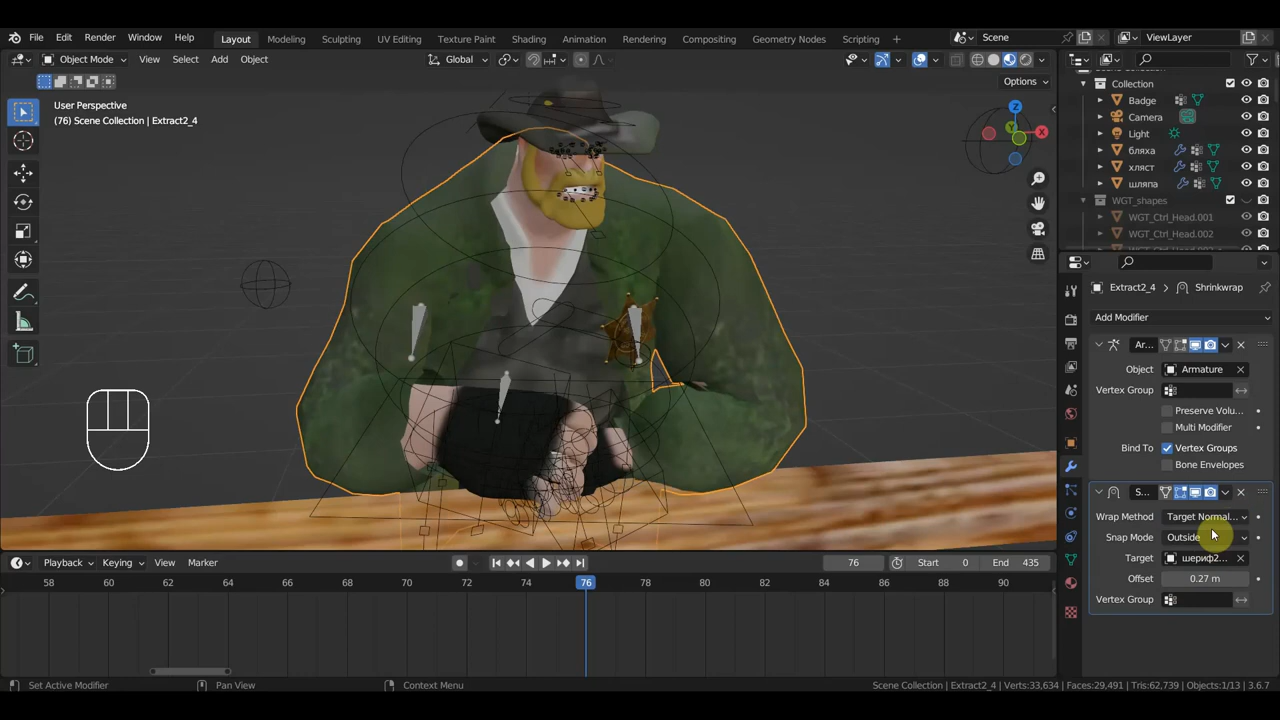 File Edit Render Window Help Layout Modeling Sculpting UV Editing Texture Paint Shading Animation Rendering Compositing Geometry Nodes Scripting + Scene ViewLayer
Object Mode View Select Add Object Global
Options
User Perspective
(76) Scene Collection | Extract2_4
Z
X
Y
Collection
Badge
Camera
Light
бляха
хляст
шляпа
WGT_shapes
WGT_Ctrl_Head.001
WGT_Ctrl_Head.002
Extract2_4 > Shrinkwrap
Add Modifier
Ar...
Object Armature
Vertex Group
Preserve Volu...
Multi Modifier
Bind To Vertex Groups
Bone Envelopes
S...
Wrap Method Target Normal...
Snap Mode Outside
Target шериф2...
Offset 0.27 m
Vertex Group
Playback Keying View Marker 76 Start 0 End 435
58 60 62 64 66 68 70 72 74 76 78 80 82 84 86 88 90 92 94 96
Set Active Modifier Pan View Context Menu Scene Collection | Extract2_4 | Verts:33,634 | Faces:29,491 | Tris:62,739 | Objects:1/13 | 3.6.7